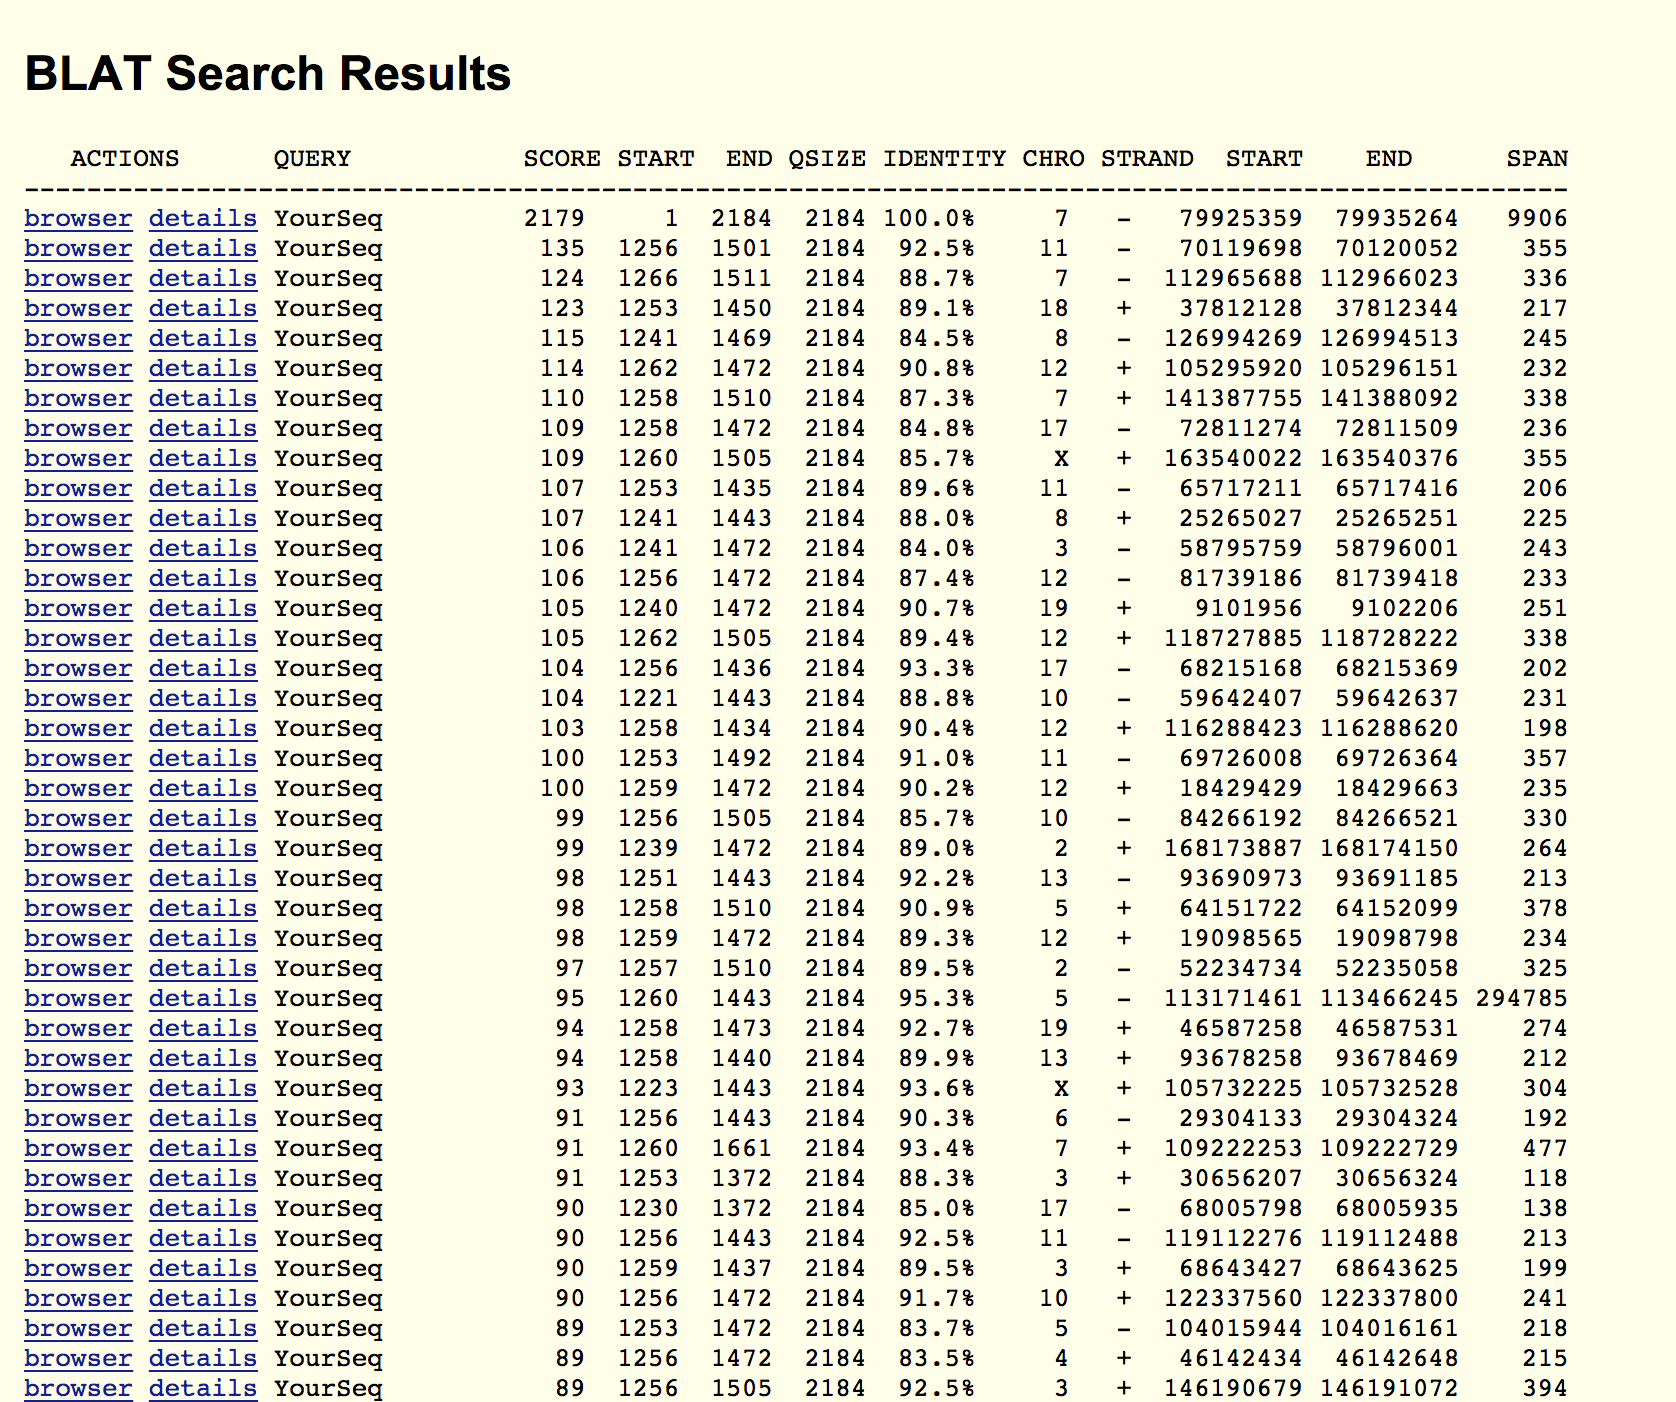 BLAT Search Results
ACTIONS QUERY SCORE START END QSIZE IDENTITY CHRO STRAND START END SPAN
---------------------------------------------------------------------------------------------------
browser details YourSeq 2179 1 2184 2184 100.0% 7 - 79925359 79935264 9906
browser details YourSeq 135 1256 1501 2184 92.5% 11 - 70119698 70120052 355
browser details YourSeq 124 1266 1511 2184 88.7% 7 - 112965688 112966023 336
browser details YourSeq 123 1253 1450 2184 89.1% 18 + 37812128 37812344 217
browser details YourSeq 115 1241 1469 2184 84.5% 8 - 126994269 126994513 245
browser details YourSeq 114 1262 1472 2184 90.8% 12 + 105295920 105296151 232
browser details YourSeq 110 1258 1510 2184 87.3% 7 + 141387755 141388092 338
browser details YourSeq 109 1258 1472 2184 84.8% 17 - 72811274 72811509 236
browser details YourSeq 109 1260 1505 2184 85.7% X + 163540022 163540376 355
browser details YourSeq 107 1253 1435 2184 89.6% 11 - 65717211 65717416 206
browser details YourSeq 107 1241 1443 2184 88.0% 8 + 25265027 25265251 225
browser details YourSeq 106 1241 1472 2184 84.0% 3 - 58795759 58796001 243
browser details YourSeq 106 1256 1472 2184 87.4% 12 - 81739186 81739418 233
browser details YourSeq 105 1240 1472 2184 90.7% 19 + 9101956 9102206 251
browser details YourSeq 105 1262 1505 2184 89.4% 12 + 118727885 118728222 338
browser details YourSeq 104 1256 1436 2184 93.3% 17 - 68215168 68215369 202
browser details YourSeq 104 1221 1443 2184 88.8% 10 - 59642407 59642637 231
browser details YourSeq 103 1258 1434 2184 90.4% 12 + 116288423 116288620 198
browser details YourSeq 100 1253 1492 2184 91.0% 11 - 69726008 69726364 357
browser details YourSeq 100 1259 1472 2184 90.2% 12 + 18429429 18429663 235
browser details YourSeq 99 1256 1505 2184 85.7% 10 - 84266192 84266521 330
browser details YourSeq 99 1239 1472 2184 89.0% 2 + 168173887 168174150 264
browser details YourSeq 98 1251 1443 2184 92.2% 13 - 93690973 93691185 213
browser details YourSeq 98 1258 1510 2184 90.9% 5 + 64151722 64152099 378
browser details YourSeq 98 1259 1472 2184 89.3% 12 + 19098565 19098798 234
browser details YourSeq 97 1257 1510 2184 89.5% 2 - 52234734 52235058 325
browser details YourSeq 95 1260 1443 2184 95.3% 5 - 113171461 113466245 294785
browser details YourSeq 94 1258 1473 2184 92.7% 19 + 46587258 46587531 274
browser details YourSeq 94 1258 1440 2184 89.9% 13 + 93678258 93678469 212
browser details YourSeq 93 1223 1443 2184 93.6% X + 105732225 105732528 304
browser details YourSeq 91 1256 1443 2184 90.3% 6 - 29304133 29304324 192
browser details YourSeq 91 1260 1661 2184 93.4% 7 + 109222253 109222729 477
browser details YourSeq 91 1253 1372 2184 88.3% 3 + 30656207 30656324 118
browser details YourSeq 90 1230 1372 2184 85.0% 17 - 68005798 68005935 138
browser details YourSeq 90 1256 1443 2184 92.5% 11 - 119112276 119112488 213
browser details YourSeq 90 1259 1437 2184 89.5% 3 + 68643427 68643625 199
browser details YourSeq 90 1256 1472 2184 91.7% 10 + 122337560 122337800 241
browser details YourSeq 89 1253 1472 2184 83.7% 5 - 104015944 104016161 218
browser details YourSeq 89 1256 1472 2184 83.5% 4 + 46142434 46142648 215
browser details YourSeq 89 1256 1505 2184 92.5% 3 + 146190679 146191072 394